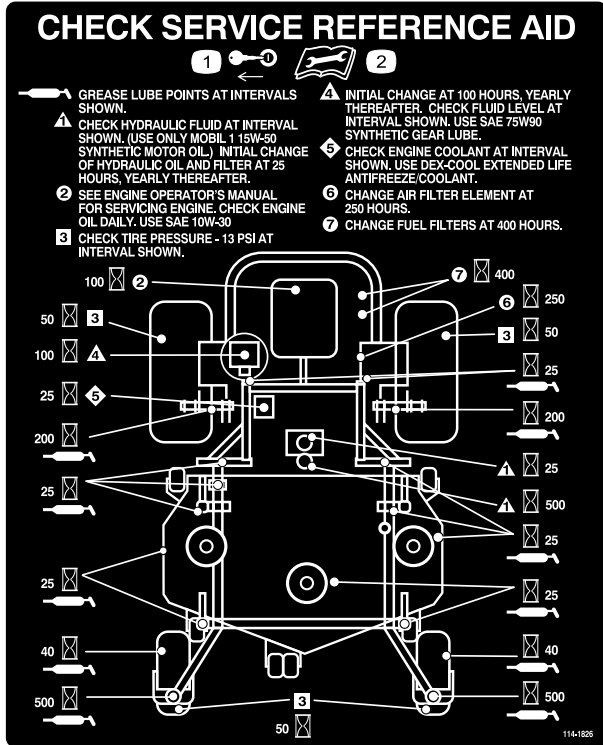 CHECK SERVICE REFERENCE AID
1 2
GREASE LUBE POINTS AT INTERVALS
SHOWN.
1 CHECK HYDRAULIC FLUID AT INTERVAL
SHOWN. (USE ONLY MOBIL 1 15W-50
SYNTHETIC MOTOR OIL.) INITIAL CHANGE
OF HYDRAULIC OIL AND FILTER AT 25
HOURS, YEARLY THEREAFTER.
2 SEE ENGINE OPERATOR'S MANUAL
FOR SERVICING ENGINE. CHECK ENGINE
OIL DAILY. USE SAE 10W-30
3 CHECK TIRE PRESSURE - 13 PSI AT
INTERVAL SHOWN.
4 INITIAL CHANGE AT 100 HOURS, YEARLY
THEREAFTER. CHECK FLUID LEVEL AT
INTERVAL SHOWN. USE SAE 75W90
SYNTHETIC GEAR LUBE.
5 CHECK ENGINE COOLANT AT INTERVAL
SHOWN. USE DEX-COOL EXTENDED LIFE
ANTIFREEZE/COOLANT.
6 CHANGE AIR FILTER ELEMENT AT
250 HOURS.
7 CHANGE FUEL FILTERS AT 400 HOURS.
100 2
50 3
100 4
25 5
200
25
25
40
500
7 400
6 250
3 50
25
200
1 25
1 500
25
25
40
500
3
50
114-1826